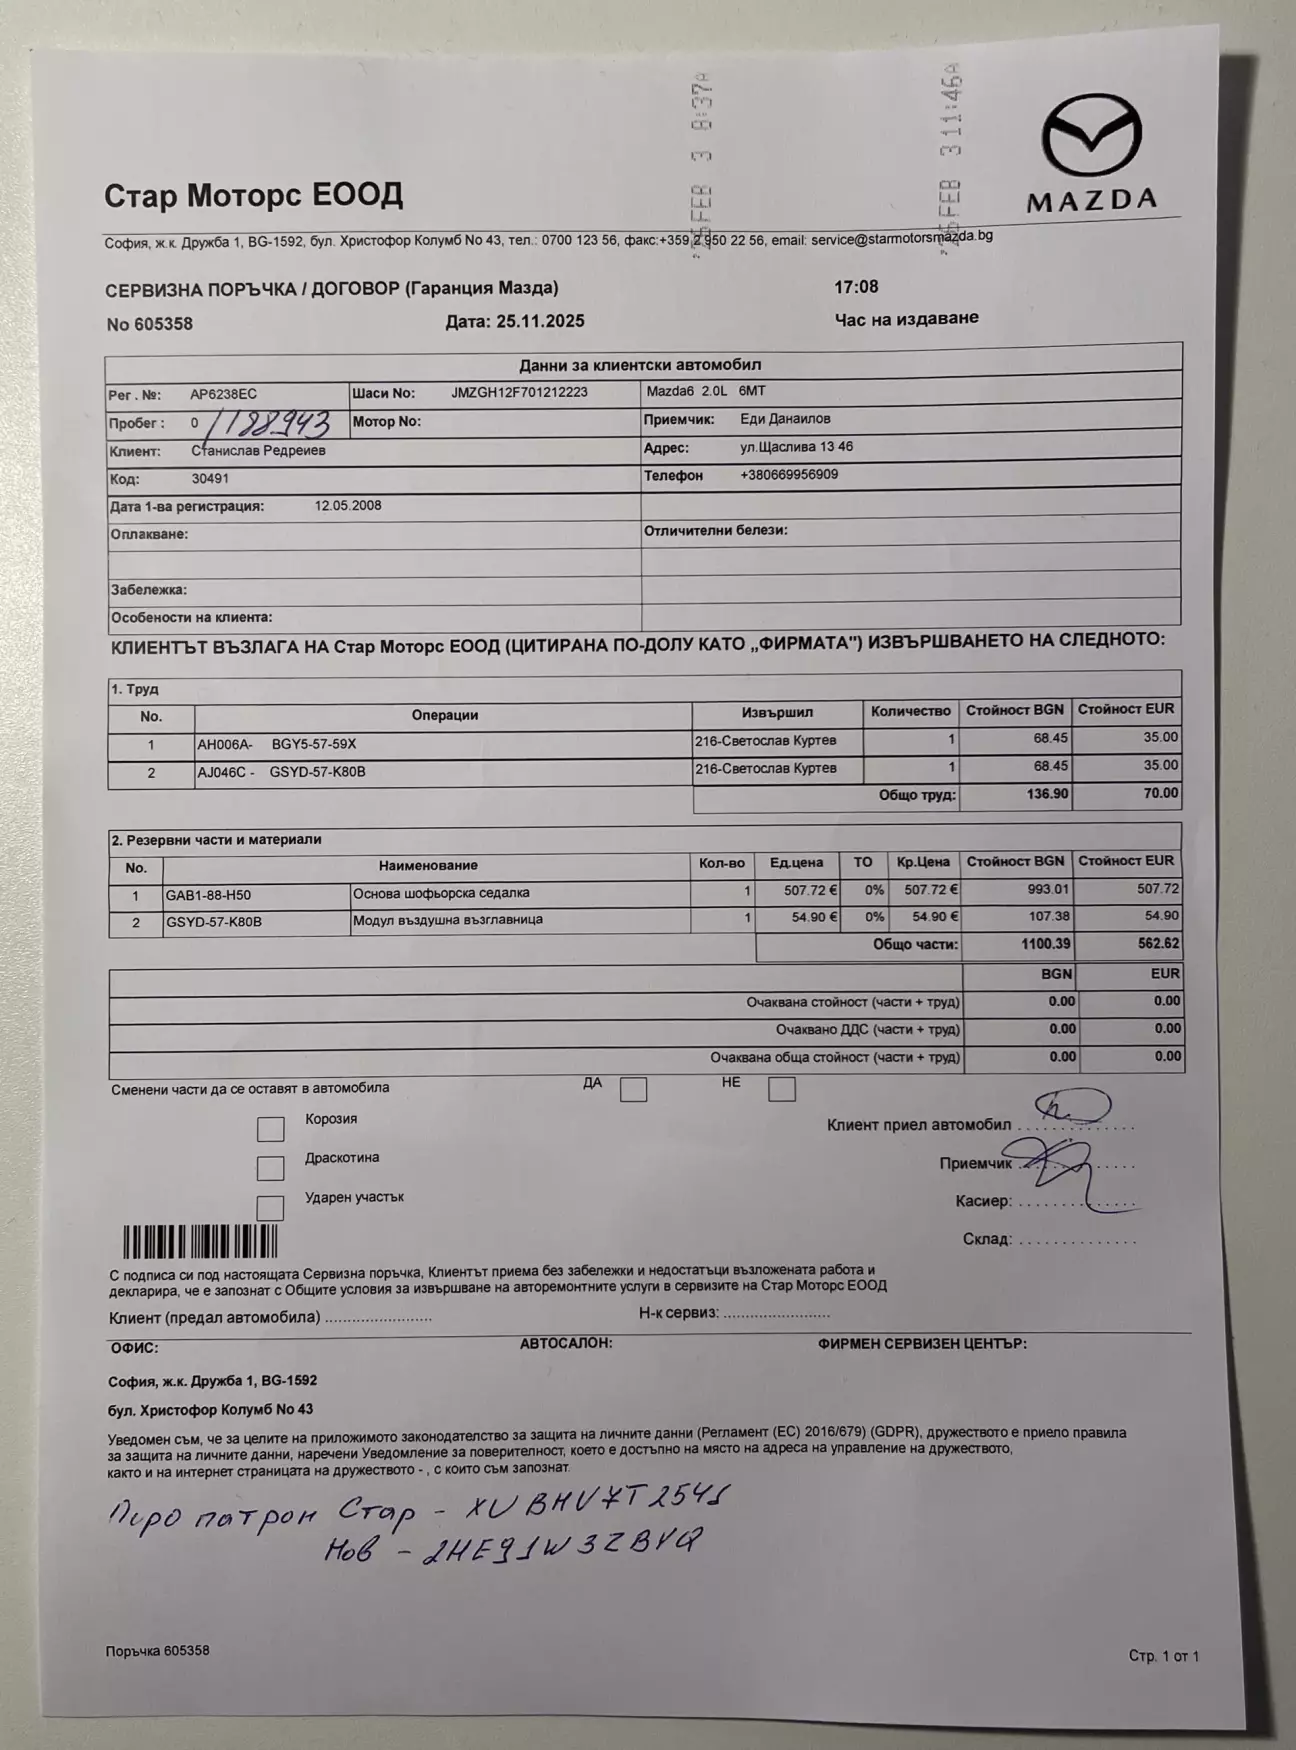 '26FEB 3 8:37A
'26FEB 3 11:46A
MAZDA
Стар Моторс ЕООД
София, ж.к. Дружба 1, BG-1592, бул. Христофор Колумб No 43, тел.: 0700 123 56, факс:+359 2 950 22 56, email: service@starmotorsmazda.bg
СЕРВИЗНА ПОРЪЧКА / ДОГОВОР (Гаранция Мазда) 17:08
No 605358 Дата: 25.11.2025 Час на издаване
Данни за клиентски автомобил
Рег . №: AP6238EC Шаси No: JMZGH12F701212223 Mazda6 2.0L 6MT
Пробег : 0 /188943 Мотор No: Приемчик: Еди Данаилов
Клиент: Станислав Редреиев Адрес: ул.Щаслива 13 46
Код: 30491 Телефон +380669956909
Дата 1-ва регистрация: 12.05.2008
Оплакване: Отличителни белези:
Забележка:
Особености на клиента:
КЛИЕНТЪТ ВЪЗЛАГА НА Стар Моторс ЕООД (ЦИТИРАНА ПО-ДОЛУ КАТО „ФИРМАТА") ИЗВЪРШВАНЕТО НА СЛЕДНОТО:
1. Труд
No. Операции Извършил Количество Стойност BGN Стойност EUR
1 AH006A- BGY5-57-59X 216-Светослав Куртев 1 68.45 35.00
2 AJ046C - GSYD-57-K80B 216-Светослав Куртев 1 68.45 35.00
Общо труд: 136.90 70.00
2. Резервни части и материали
No. Наименование Кол-во Ед.цена ТО Кр.Цена Стойност BGN Стойност EUR
1 GAB1-88-H50 Основа шофьорска седалка 1 507.72 € 0% 507.72 € 993.01 507.72
2 GSYD-57-K80B Модул въздушна възглавница 1 54.90 € 0% 54.90 € 107.38 54.90
Общо части: 1100.39 562.62
BGN EUR
Очаквана стойност (части + труд) 0.00 0.00
Очаквано ДДС (части + труд) 0.00 0.00
Очаквана обща стойност (части + труд) 0.00 0.00
Сменени части да се оставят в автомобила ДА НЕ
Корозия
Клиент приел автомобил ..............
Драскотина
Приемчик ..............
Ударен участък
Касиер: ..............
Склад: ..............
С подписа си под настоящата Сервизна поръчка, Клиентът приема без забележки и недостатъци възложената работа и
декларира, че е запознат с Общите условия за извършване на авторемонтните услуги в сервизите на Стар Моторс ЕООД
Клиент (предал автомобила) ........................ Н-к сервиз: ........................
ОФИС: АВТОСАЛОН: ФИРМЕН СЕРВИЗЕН ЦЕНТЪР:
София, ж.к. Дружба 1, BG-1592
бул. Христофор Колумб No 43
Уведомен съм, че за целите на приложимото законодателство за защита на личните данни (Регламент (ЕС) 2016/679) (GDPR), дружеството е приело правила
за защита на личните данни, наречени Уведомление за поверителност, което е достъпно на място на адреса на управление на дружеството,
както и на интернет страницата на дружеството - , с които съм запознат.
Пиро патрон Стар - XUBHV7T2541
Нов - 2HE91W3ZBYQ
Поръчка 605358 Стр. 1 от 1